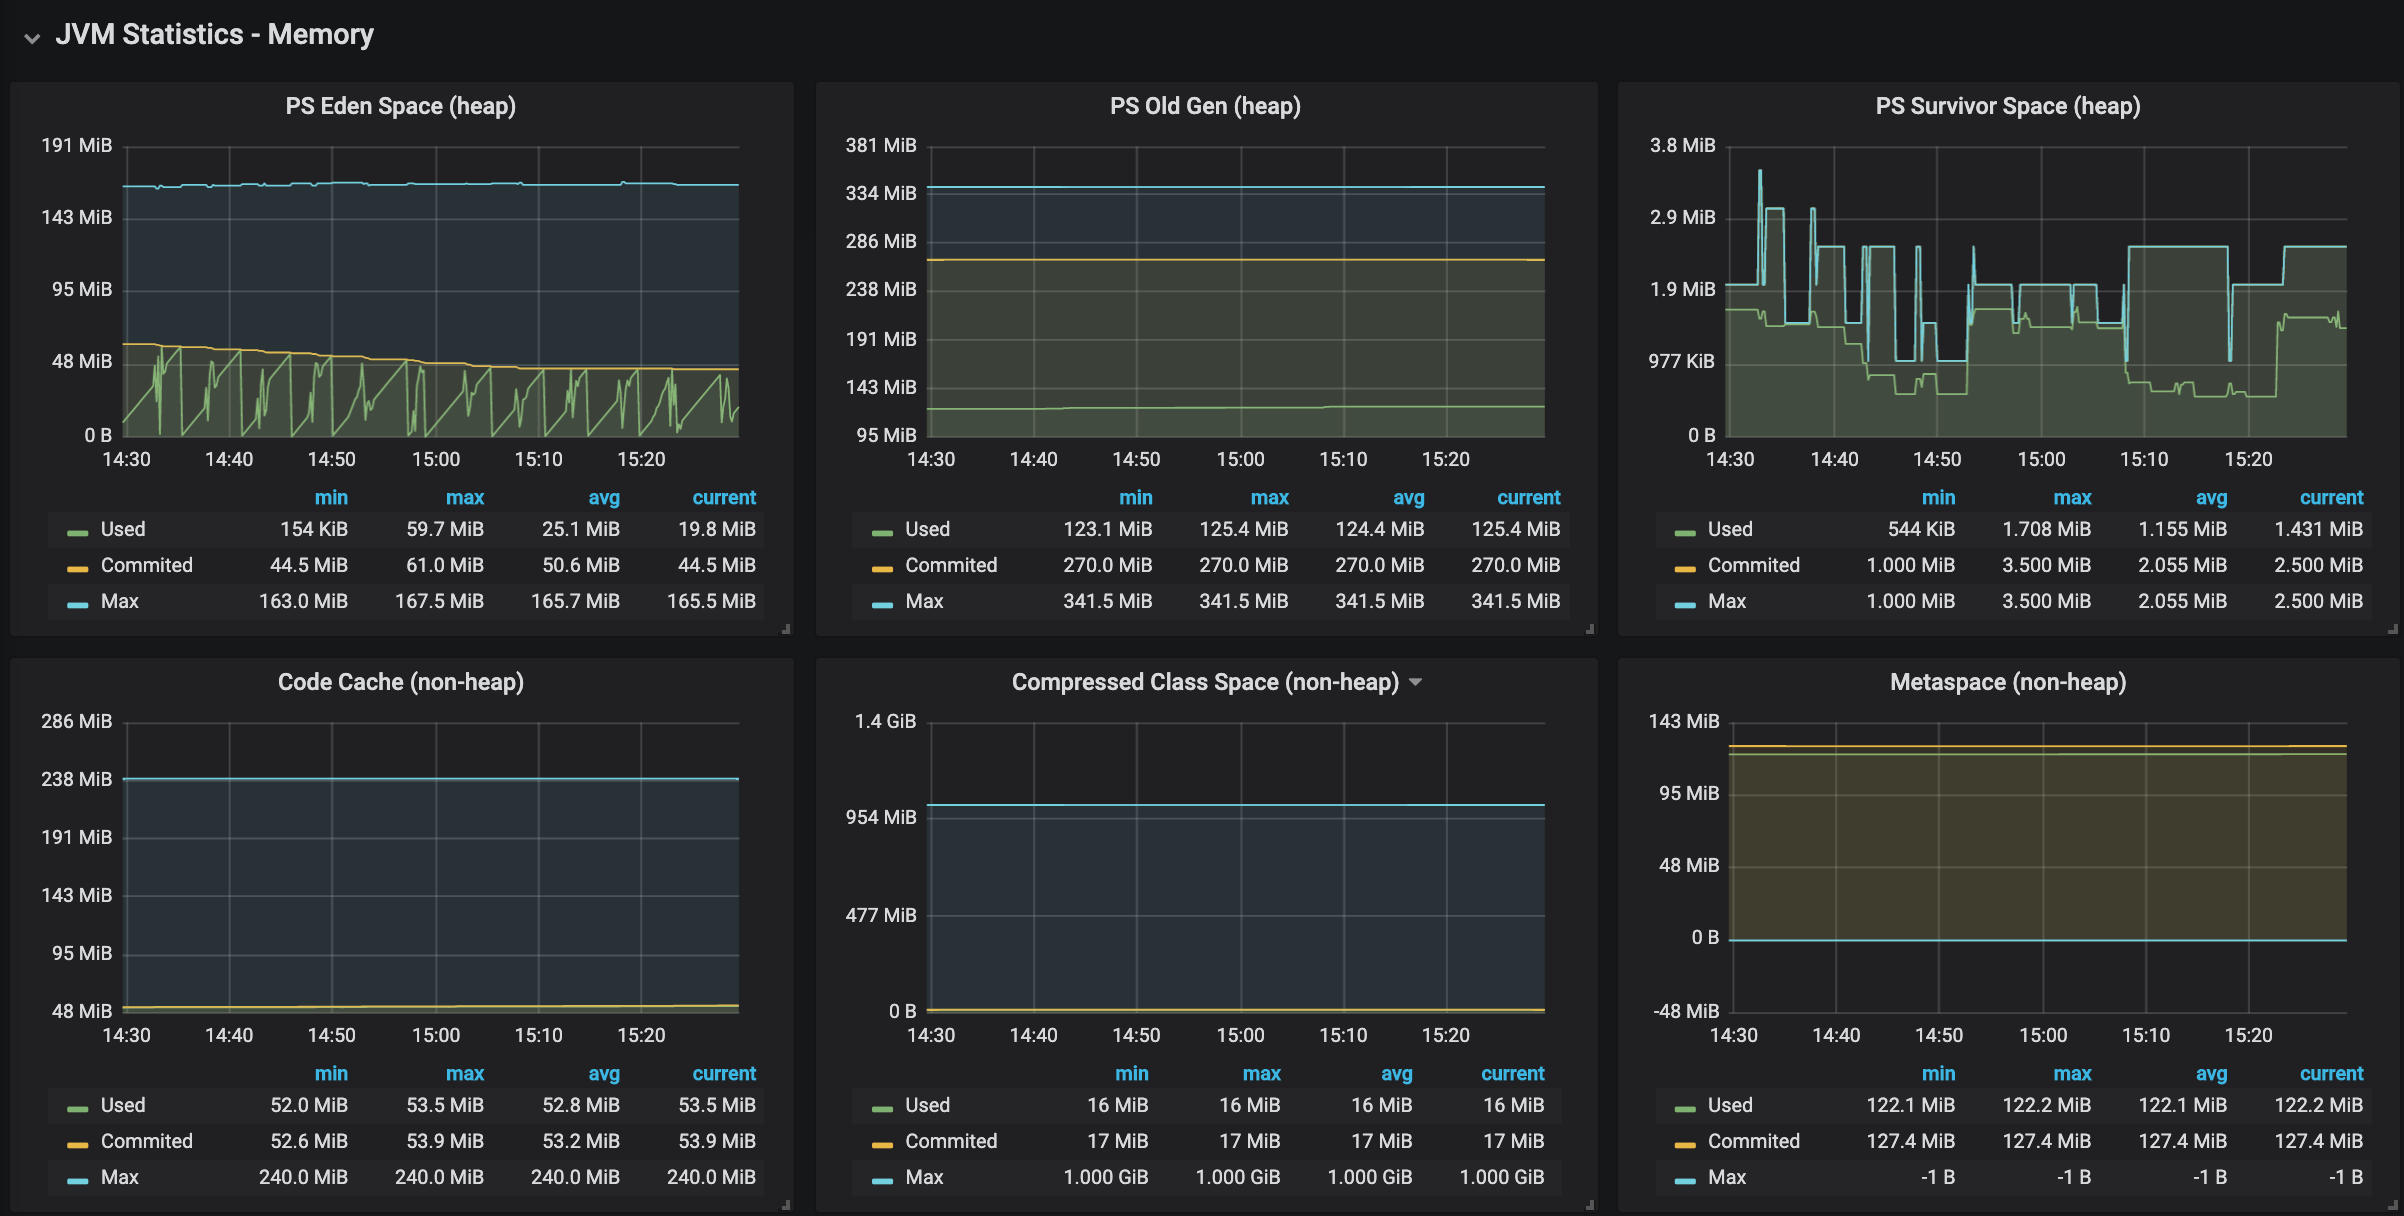 JVM Statistics - Memory
PS Eden Space (heap)
191 MiB
143 MiB
95 MiB
48 MiB
0 B
14:30 14:40 14:50 15:00 15:10 15:20
min max avg current
Used 154 KiB 59.7 MiB 25.1 MiB 19.8 MiB
Commited 44.5 MiB 61.0 MiB 50.6 MiB 44.5 MiB
Max 163.0 MiB 167.5 MiB 165.7 MiB 165.5 MiB
PS Old Gen (heap)
381 MiB
334 MiB
286 MiB
238 MiB
191 MiB
143 MiB
95 MiB
14:30 14:40 14:50 15:00 15:10 15:20
min max avg current
Used 123.1 MiB 125.4 MiB 124.4 MiB 125.4 MiB
Commited 270.0 MiB 270.0 MiB 270.0 MiB 270.0 MiB
Max 341.5 MiB 341.5 MiB 341.5 MiB 341.5 MiB
PS Survivor Space (heap)
3.8 MiB
2.9 MiB
1.9 MiB
977 KiB
0 B
14:30 14:40 14:50 15:00 15:10 15:20
min max avg current
Used 544 KiB 1.708 MiB 1.155 MiB 1.431 MiB
Commited 1.000 MiB 3.500 MiB 2.055 MiB 2.500 MiB
Max 1.000 MiB 3.500 MiB 2.055 MiB 2.500 MiB
Code Cache (non-heap)
286 MiB
238 MiB
191 MiB
143 MiB
95 MiB
48 MiB
14:30 14:40 14:50 15:00 15:10 15:20
min max avg current
Used 52.0 MiB 53.5 MiB 52.8 MiB 53.5 MiB
Commited 52.6 MiB 53.9 MiB 53.2 MiB 53.9 MiB
Max 240.0 MiB 240.0 MiB 240.0 MiB 240.0 MiB
Compressed Class Space (non-heap)
1.4 GiB
954 MiB
477 MiB
0 B
14:30 14:40 14:50 15:00 15:10 15:20
min max avg current
Used 16 MiB 16 MiB 16 MiB 16 MiB
Commited 17 MiB 17 MiB 17 MiB 17 MiB
Max 1.000 GiB 1.000 GiB 1.000 GiB 1.000 GiB
Metaspace (non-heap)
143 MiB
95 MiB
48 MiB
0 B
-48 MiB
14:30 14:40 14:50 15:00 15:10 15:20
min max avg current
Used 122.1 MiB 122.2 MiB 122.1 MiB 122.2 MiB
Commited 127.4 MiB 127.4 MiB 127.4 MiB 127.4 MiB
Max -1 B -1 B -1 B -1 B